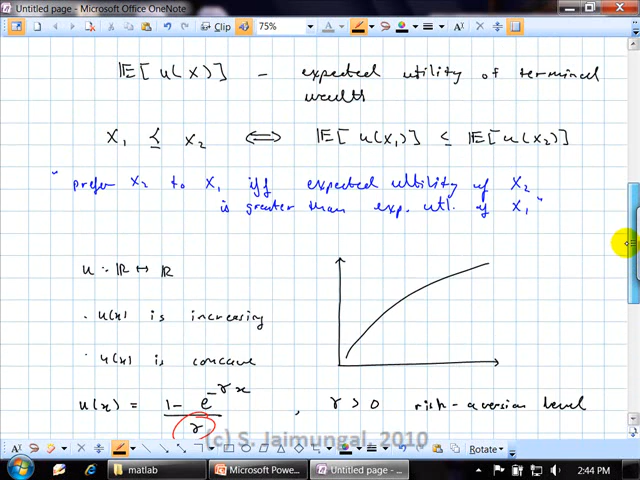 Untitled page - Microsoft Office OneNote
Clip 75%
𝔼[ u(X) ] - expected utility of terminal
wealth
X₁ ⪯ X₂ ⟺ 𝔼[ u(X₁) ] ≤ 𝔼[ u(X₂) ]
" prefer X₂ to X₁ iff expected utility of X₂
is greater than exp. utl. of X₁ "
u : ℝ ↦ ℝ
· u(x) is increasing
· u(x) is concave
u(x) = (1 - e^{-γx}) / γ , γ > 0 risk-aversion level
(c) S. Jaimungal, 2010
Rotate
matlab Microsoft Powe... Untitled page - Micr... 2:44 PM